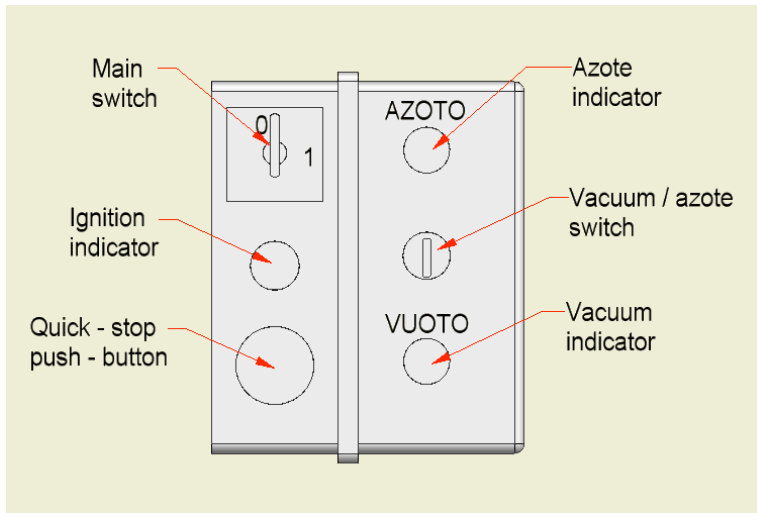 Main
switch
0
1
AZOTO
Azote
indicator
Ignition
indicator
Vacuum / azote
switch
Quick - stop
push - button
VUOTO
Vacuum
indicator